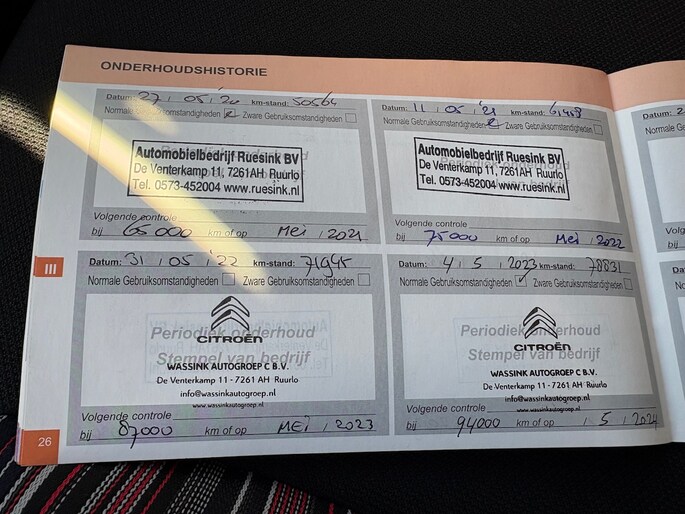 ONDERHOUDSHISTORIE
Datum: 27 / 05 / '20 km-stand: 50564
Normale Gebruiksomstandigheden Zware Gebruiksomstandigheden
Automobielbedrijf Ruesink BV
De Venterkamp 11, 7261AH Ruurlo
Tel. 0573-452004 www.ruesink.nl
Volgende controle
bij 65000 km of op Mei / 2021
Datum: 11 / 05 / '21 km-stand: 61408
Normale Gebruiksomstandigheden Zware Gebruiksomstandigheden
Automobielbedrijf Ruesink BV
De Venterkamp 11, 7261AH Ruurlo
Tel. 0573-452004 www.ruesink.nl
Volgende controle
bij 75000 km of op Mei / 2022
III
Datum: 31 / 05 / '22 km-stand: 71945
Normale Gebruiksomstandigheden Zware Gebruiksomstandigheden
Periodiek onderhoud
CITROËN
Stempel van bedrijf
WASSINK AUTOGROEP C B.V.
De Venterkamp 11 - 7261 AH Ruurlo
info@wassinkautogroep.nl
www.wassinkautogroep.nl
Volgende controle
bij 87000 km of op MEI / 2023
Datum: 4 / 5 / 2023 km-stand: 78831
Normale Gebruiksomstandigheden Zware Gebruiksomstandigheden
Periodiek onderhoud
CITROËN
Stempel van bedrijf
WASSINK AUTOGROEP C B.V.
De Venterkamp 11 - 7261 AH Ruurlo
info@wassinkautogroep.nl
www.wassinkautogroep.nl
Volgende controle
bij 94000 km of op / 5 / 2024
26